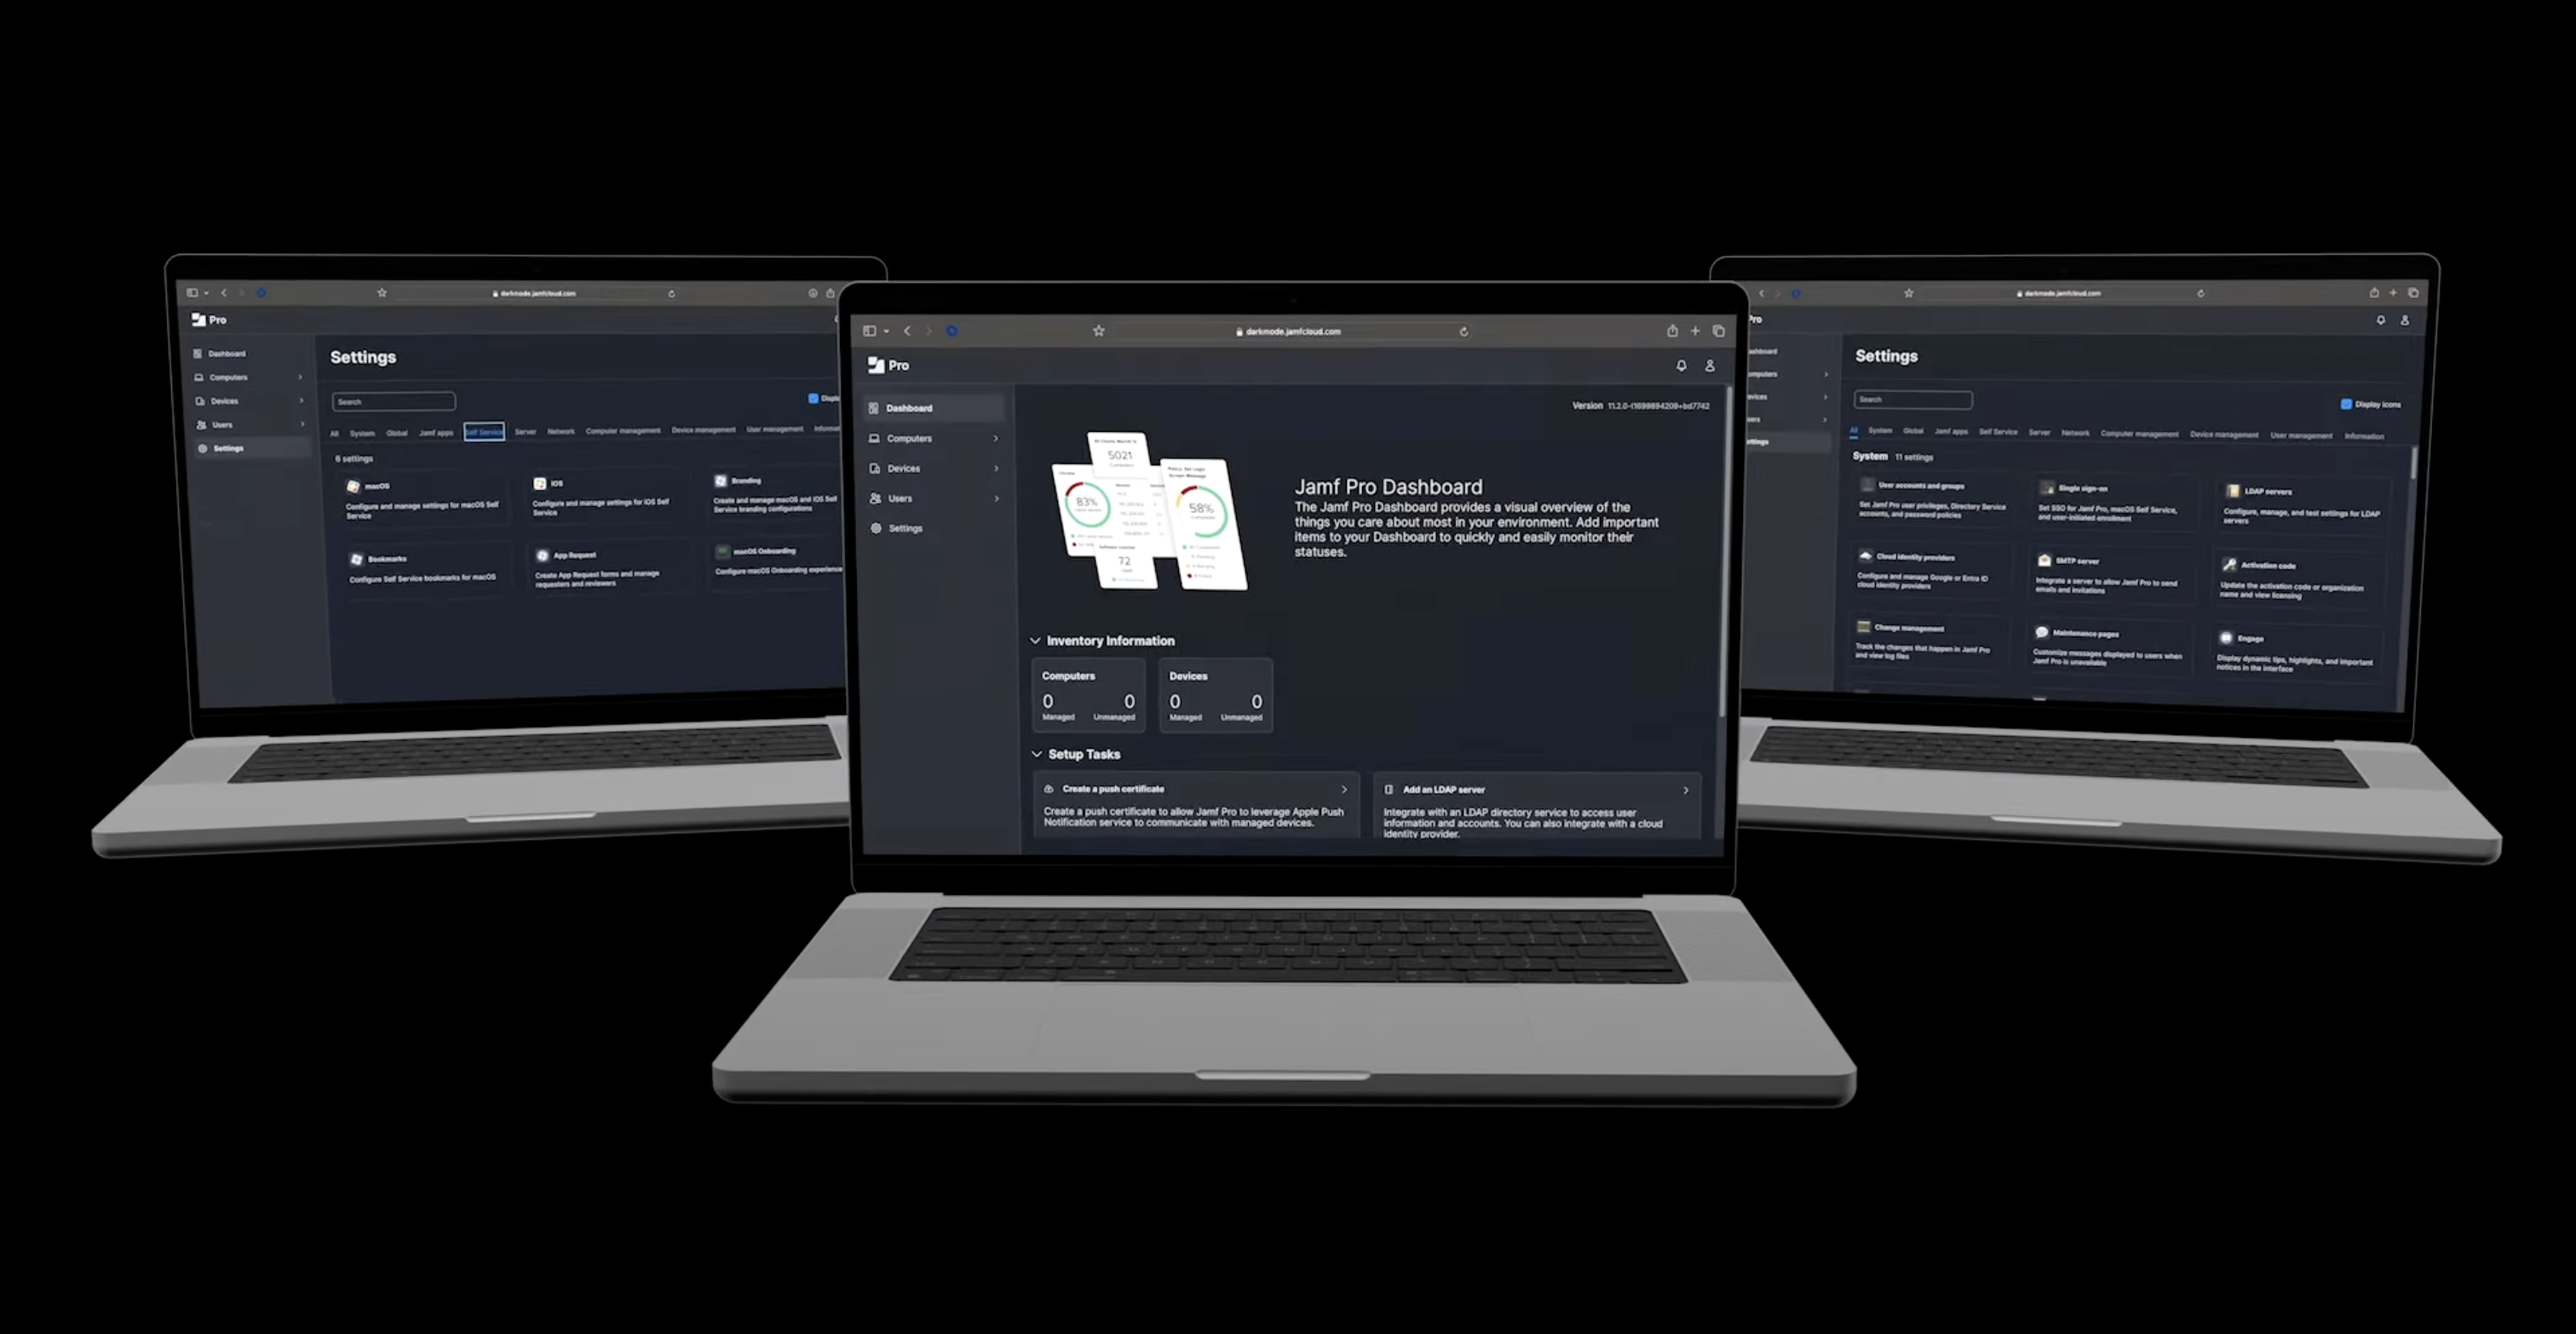 darkmode.jamfcloud.com
Pro
Dashboard
Computers
Devices
Users
Settings
Settings
Search
All System Global Jamf apps Self Service Server Network Computer management Device management User management
6 settings
macOS
Configure and manage settings for macOS Self
Service
iOS
Configure and manage settings for iOS Self
Service
Branding
Create and manage macOS and iOS Self
Service branding configurations
Bookmarks
Configure Self Service bookmarks for macOS
App Request
Create App Request forms and manage
requesters and reviewers
macOS Onboarding
Configure macOS Onboarding experience
darkmode.jamfcloud.com
Pro
Dashboard
Computers
Devices
Users
Settings
Version 11.2.0-t1699894209+bd7742
5021
83%
58%
72
Jamf Pro Dashboard
The Jamf Pro Dashboard provides a visual overview of the
things you care about most in your environment. Add important
items to your Dashboard to quickly and easily monitor their
statuses.
Inventory Information
Computers
0 0
Managed Unmanaged
Devices
0 0
Managed Unmanaged
Setup Tasks
Create a push certificate
Create a push certificate to allow Jamf Pro to leverage Apple Push
Notification service to communicate with managed devices.
Add an LDAP server
Integrate with an LDAP directory service to access user
information and accounts. You can also integrate with a cloud
identity provider.
darkmode.jamfcloud.com
Settings
Search
Display icons
All System Global Jamf apps Self Service Server Network Computer management Device management User management Information
System 11 settings
User accounts and groups
Set Jamf Pro user privileges, Directory Service
accounts, and password policies
Single sign-on
Set SSO for Jamf Pro, macOS Self Service,
and user-initiated enrollment
LDAP servers
Configure, manage, and test settings for LDAP
servers
Cloud identity providers
Configure and manage Google or Entra ID
cloud identity providers
SMTP server
Integrate a server to allow Jamf Pro to send
emails and invitations
Activation code
Update the activation code or organization
name and view licensing
Change management
Track the changes that happen in Jamf Pro
and view log files
Maintenance pages
Customize messages displayed to users when
Jamf Pro is unavailable
Engage
Display dynamic tips, highlights, and important
notices in the interface